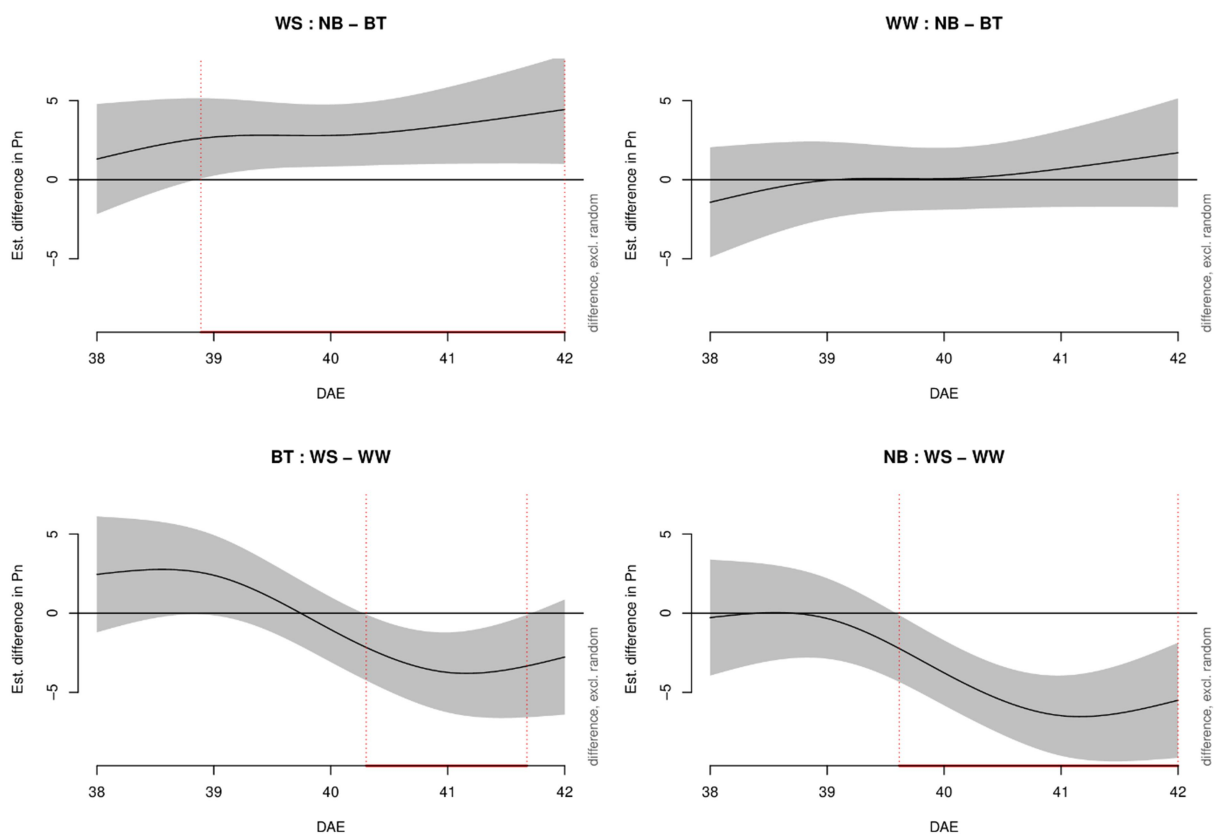 WS : NB − BT
Est. difference in Pn
5
0
−5
difference, excl. random
38 39 40 41 42
DAE
WW : NB − BT
Est. difference in Pn
5
0
−5
difference, excl. random
38 39 40 41 42
DAE
BT : WS − WW
Est. difference in Pn
5
0
−5
difference, excl. random
38 39 40 41 42
DAE
NB : WS − WW
Est. difference in Pn
5
0
−5
difference, excl. random
38 39 40 41 42
DAE